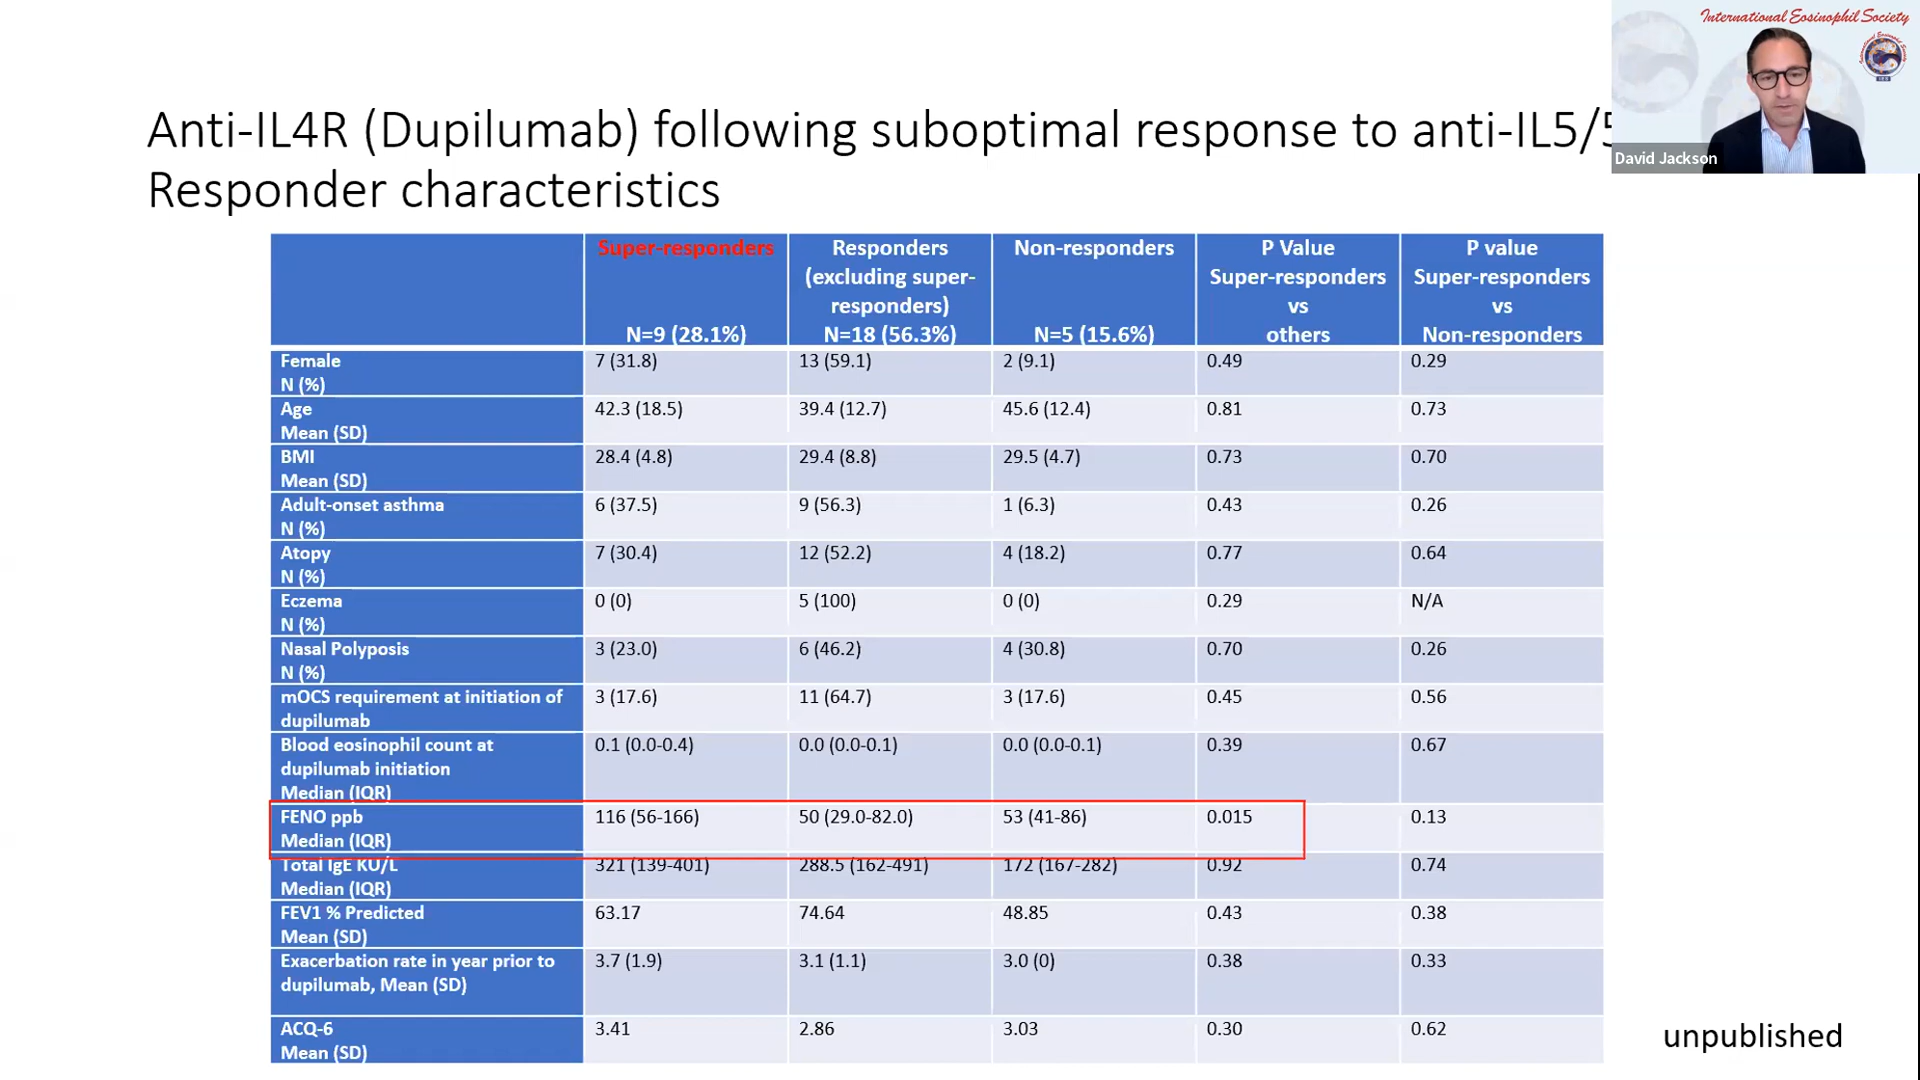 International Eosinophil Society
David Jackson
Anti-IL4R (Dupilumab) following suboptimal response to anti-IL5/5
Responder characteristics
Super-responders
N=9 (28.1%)
Responders
(excluding super-
responders)
N=18 (56.3%)
Non-responders
N=5 (15.6%)
P Value
Super-responders
vs
others
P value
Super-responders
vs
Non-responders
Female
N (%)
7 (31.8)
13 (59.1)
2 (9.1)
0.49
0.29
Age
Mean (SD)
42.3 (18.5)
39.4 (12.7)
45.6 (12.4)
0.81
0.73
BMI
Mean (SD)
28.4 (4.8)
29.4 (8.8)
29.5 (4.7)
0.73
0.70
Adult-onset asthma
N (%)
6 (37.5)
9 (56.3)
1 (6.3)
0.43
0.26
Atopy
N (%)
7 (30.4)
12 (52.2)
4 (18.2)
0.77
0.64
Eczema
N (%)
0 (0)
5 (100)
0 (0)
0.29
N/A
Nasal Polyposis
N (%)
3 (23.0)
6 (46.2)
4 (30.8)
0.70
0.26
mOCS requirement at initiation of
dupilumab
3 (17.6)
11 (64.7)
3 (17.6)
0.45
0.56
Blood eosinophil count at
dupilumab initiation
Median (IQR)
0.1 (0.0-0.4)
0.0 (0.0-0.1)
0.0 (0.0-0.1)
0.39
0.67
FENO ppb
Median (IQR)
116 (56-166)
50 (29.0-82.0)
53 (41-86)
0.015
0.13
Total IgE KU/L
Median (IQR)
321 (139-401)
288.5 (162-491)
172 (167-282)
0.92
0.74
FEV1 % Predicted
Mean (SD)
63.17
74.64
48.85
0.43
0.38
Exacerbation rate in year prior to
dupilumab, Mean (SD)
3.7 (1.9)
3.1 (1.1)
3.0 (0)
0.38
0.33
ACQ-6
Mean (SD)
3.41
2.86
3.03
0.30
0.62
unpublished